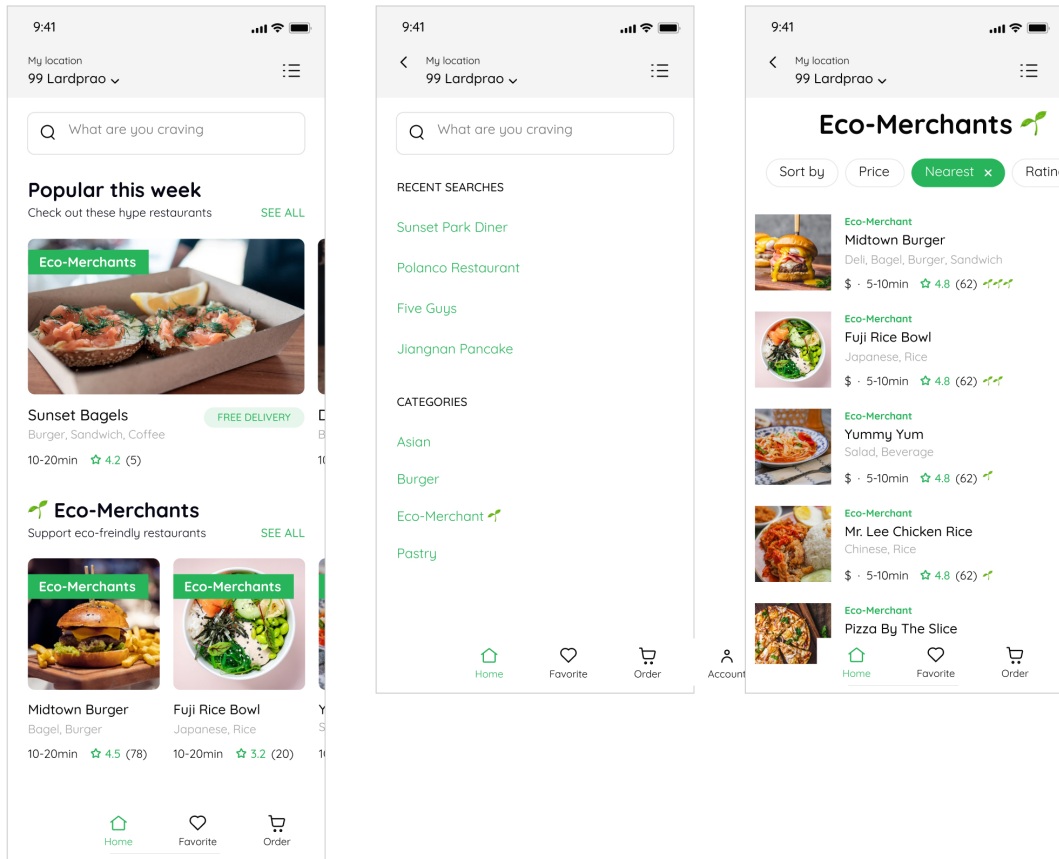 9:41
My location
99 Lardprao
What are you craving
Popular this week
Check out these hype restaurants
SEE ALL
Eco-Merchants
Sunset Bagels
FREE DELIVERY
Burger, Sandwich, Coffee
10-20min 4.2 (5)
Eco-Merchants
Support eco-freindly restaurants
SEE ALL
Eco-Merchants
Eco-Merchants
Midtown Burger
Fuji Rice Bowl
Bagel, Burger
Japanese, Rice
10-20min 4.5 (78)
10-20min 3.2 (20)
Home
Favorite
Order
9:41
My location
99 Lardprao
What are you craving
RECENT SEARCHES
Sunset Park Diner
Polanco Restaurant
Five Guys
Jiangnan Pancake
CATEGORIES
Asian
Burger
Eco-Merchant
Pastry
Home
Favorite
Order
Account
9:41
My location
99 Lardprao
Eco-Merchants
Sort by
Price
Nearest x
Eco-Merchant
Midtown Burger
Deli, Bagel, Burger, Sandwich
$ · 5-10min 4.8 (62)
Eco-Merchant
Fuji Rice Bowl
Japanese, Rice
$ · 5-10min 4.8 (62)
Eco-Merchant
Yummy Yum
Salad, Beverage
$ · 5-10min 4.8 (62)
Eco-Merchant
Mr. Lee Chicken Rice
Chinese, Rice
$ · 5-10min 4.8 (62)
Eco-Merchant
Pizza By The Slice
Home
Favorite
Order